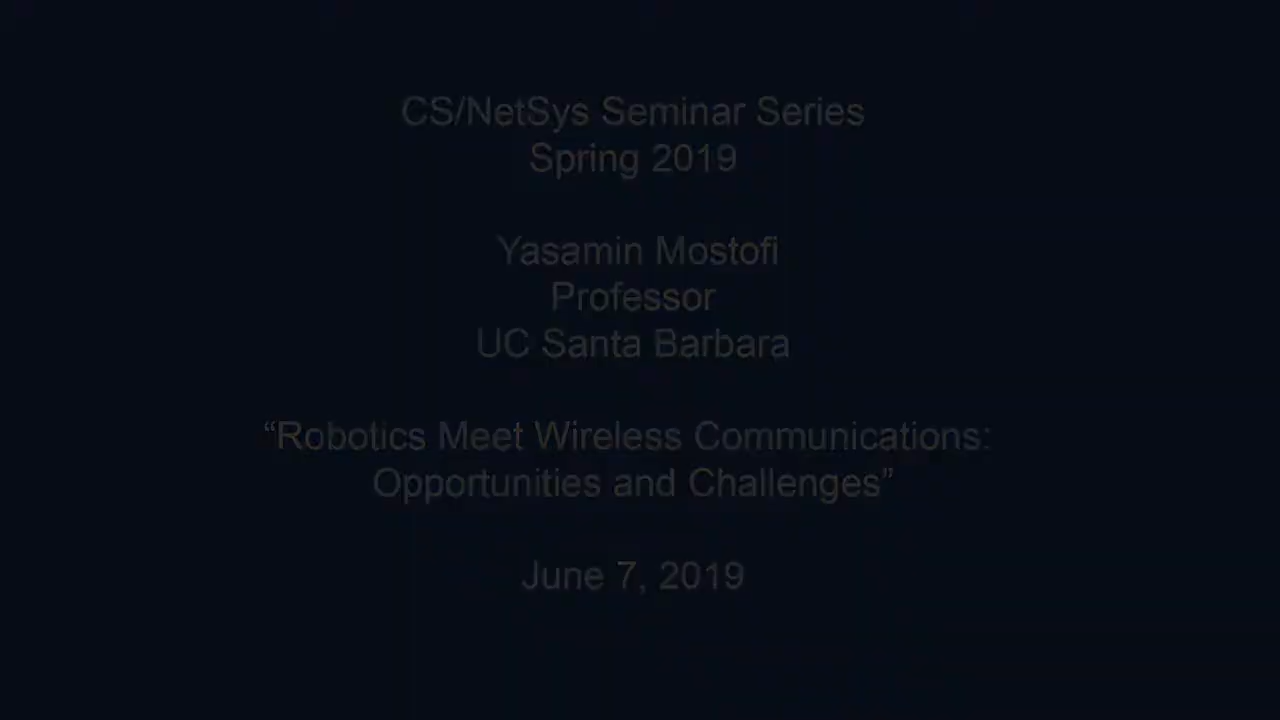 CS/NetSys Seminar Series
Spring 2019
Yasamin Mostofi
Professor
UC Santa Barbara
“Robotics Meet Wireless Communications:
Opportunities and Challenges”
June 7, 2019